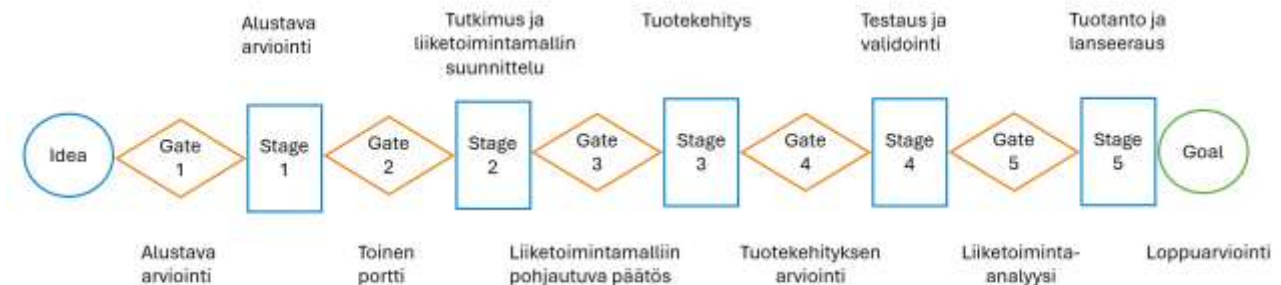 Alustava
arviointi
Tutkimus ja
liiketoimintamallin
suunnittelu
Tuotekehitys
Testaus ja
validointi
Tuotanto ja
lanseeraus
Idea
Gate
1
Stage
1
Gate
2
Stage
2
Gate
3
Stage
3
Gate
4
Stage
4
Gate
5
Stage
5
Goal
Alustava
arviointi
Toinen
portti
Liiketoimintamalliin
pohjautuva päätös
Tuotekehityksen
arviointi
Liiketoiminta-
analyysi
Loppuarviointi